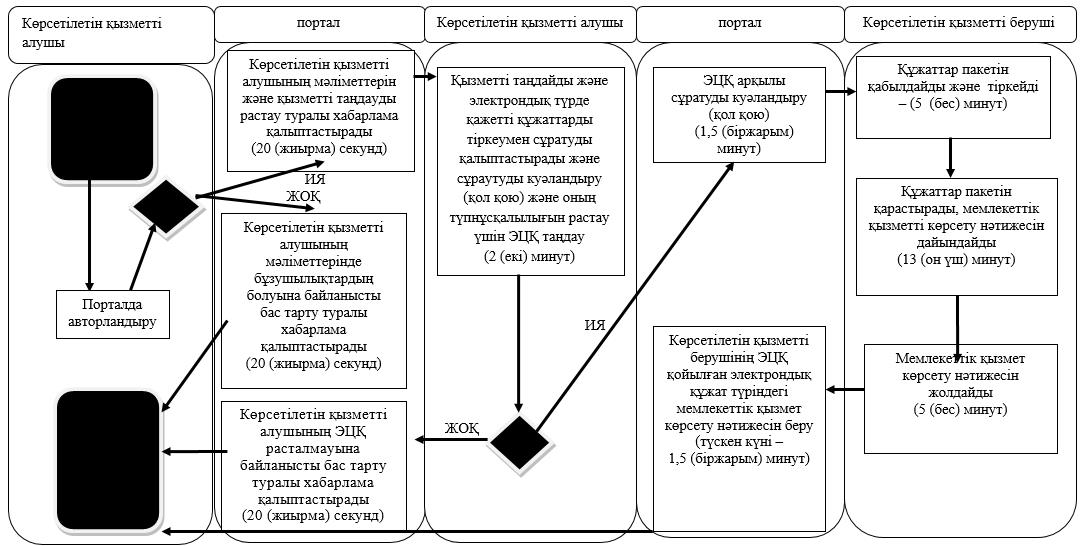 Көрсетілетін қызметті
алушы
портал
Көрсетілетін қызметті алушы
портал
Көрсетілетін қызметті беруші
Порталда
авторландыру
Көрсетілетін қызметті
алушының мәліметтерін
және қызметті таңдауды
растау туралы хабарлама
қалыптастырады
(20 (жиырма) секунд)
ИЯ
ЖОҚ
Көрсетілетін қызметті
алушының
мәліметтерінде
бұзушылықтардың
болуына байланысты
бас тарту туралы
хабарлама
қалыптастырады
(20 (жиырма) секунд)
Көрсетілетін қызметті
алушының ЭЦҚ
расталмауына
байланысты бас тарту
туралы хабарлама
қалыптастырады
(20 (жиырма) секунд)
Қызметті таңдайды және
электрондық түрде
қажетті құжаттарды
тіркеумен сұратуды
қалыптастырады және
сұраутуды куәландыру
(қол қою) және оның
түпнұсқалылығын растау
үшін ЭЦҚ таңдау
(2 (екі) минут)
ЖОҚ
ИЯ
ЭЦҚ арқылы
сұратуды куәландыру
(қол қою)
(1,5 (біржарым)
минут)
Көрсетілетін қызметті
берушінің ЭЦҚ
қойылған электрондық
құжат түріндегі
мемлекеттік қызмет
көрсету нәтижесін беру
(түскен күні –
1,5 (біржарым) минут)
Құжаттар пакетін
қабылдайды және тіркейді
– (5 (бес) минут)
Құжаттар пакетін
қарастырады, мемлекеттік
қызметті көрсету нәтижесін
дайындайды
(13 (он үш) минут)
Мемлекеттік қызмет
көрсету нәтижесін
жолдайды
(5 (бес) минут)